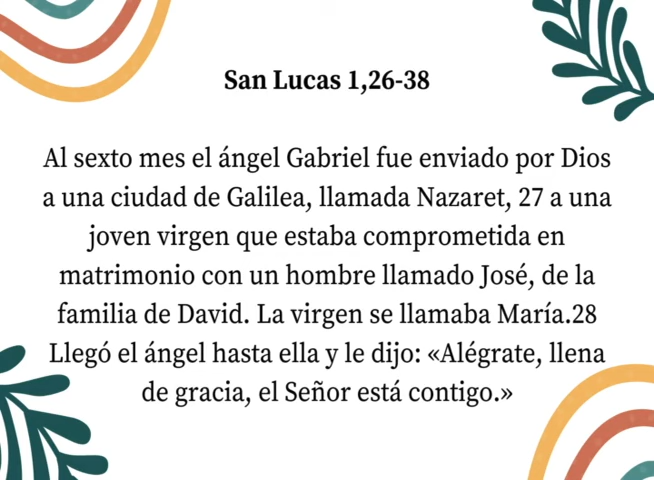 San Lucas 1,26-38
Al sexto mes el ángel Gabriel fue enviado por Dios
a una ciudad de Galilea, llamada Nazaret, 27 a una
joven virgen que estaba comprometida en
matrimonio con un hombre llamado José, de la
familia de David. La virgen se llamaba María.28
Llegó el ángel hasta ella y le dijo: «Alégrate, llena
de gracia, el Señor está contigo.»